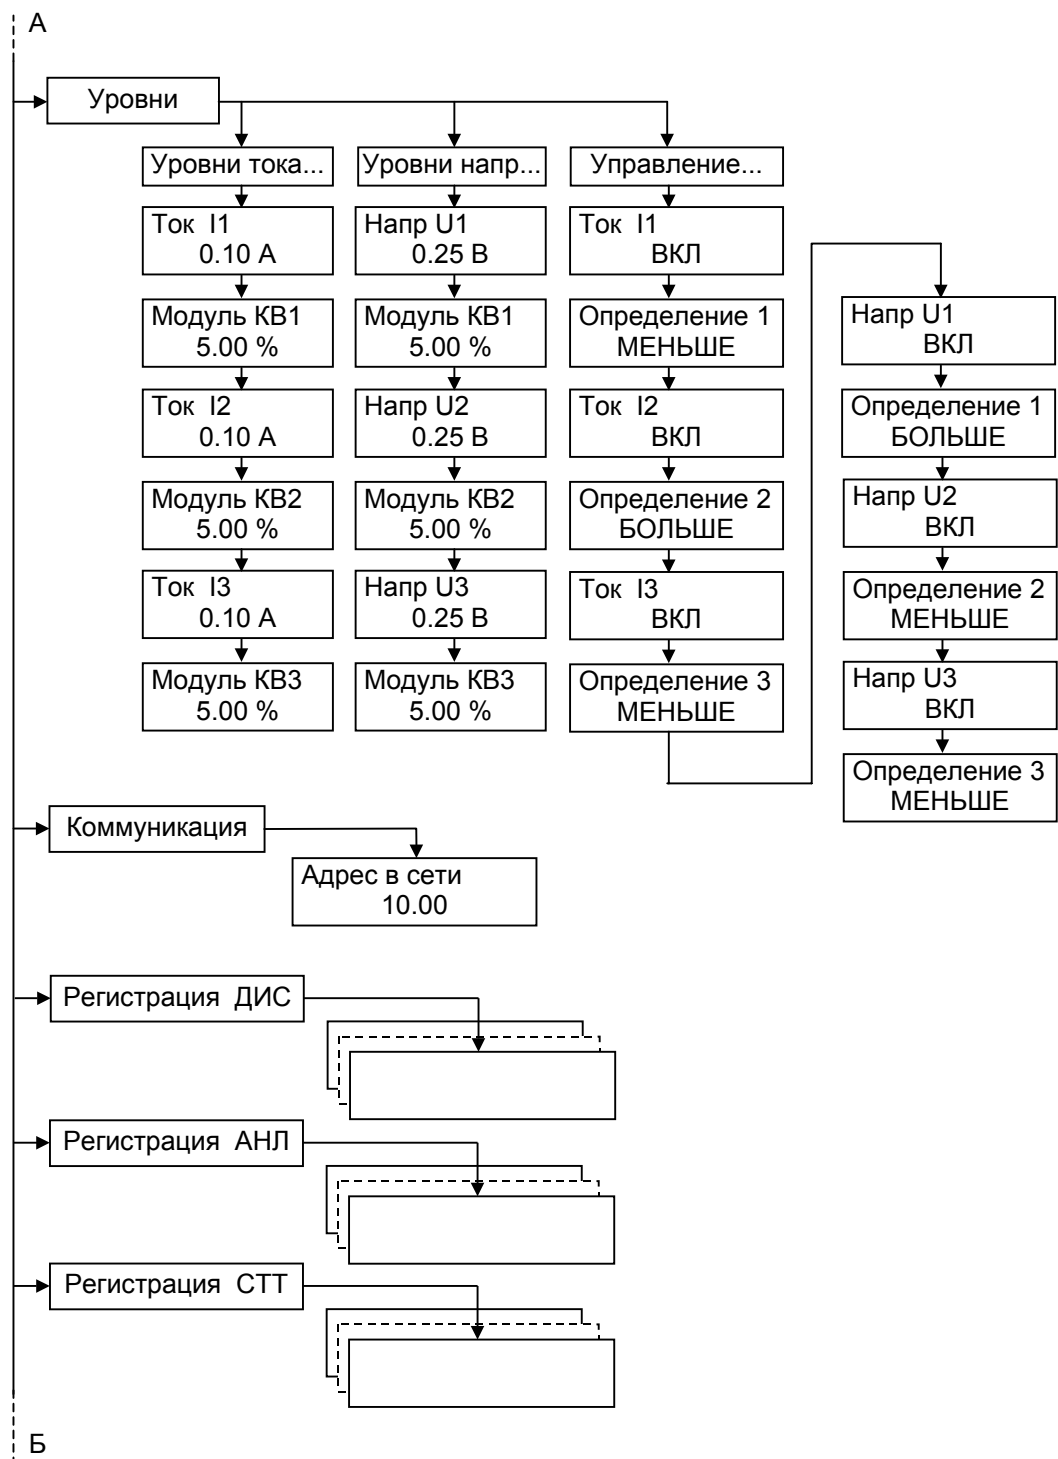 А
Уровни
Уровни тока...
Ток I1
0.10 А
Модуль КВ1
5.00 %
Ток I2
0.10 А
Модуль КВ2
5.00 %
Ток I3
0.10 А
Модуль КВ3
5.00 %
Уровни напр...
Напр U1
0.25 В
Модуль КВ1
5.00 %
Напр U2
0.25 В
Модуль КВ2
5.00 %
Напр U3
0.25 В
Модуль КВ3
5.00 %
Управление...
Ток I1
ВКЛ
Определение 1
МЕНЬШЕ
Ток I2
ВКЛ
Определение 2
БОЛЬШЕ
Ток I3
ВКЛ
Определение 3
МЕНЬШЕ
Напр U1
ВКЛ
Определение 1
БОЛЬШЕ
Напр U2
ВКЛ
Определение 2
МЕНЬШЕ
Напр U3
ВКЛ
Определение 3
МЕНЬШЕ
Коммуникация
Адрес в сети
10.00
Регистрация ДИС
Регистрация АНЛ
Регистрация СТТ
Б